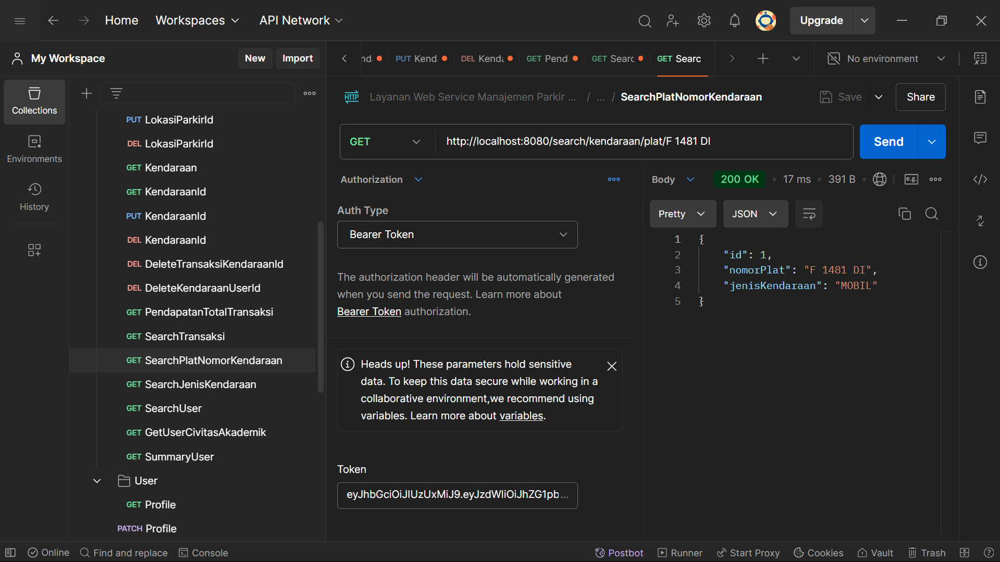 Home
Workspaces
API Network
Upgrade
My Workspace
New
Import
nd.
PUT Kend
DEL Kend
GET Pend
GET Searc
GET Searc
No environment
Collections
Environments
History
PUT LokasiParkirId
DEL LokasiParkirId
GET Kendaraan
GET KendaraanId
PUT KendaraanId
DEL KendaraanId
DEL DeleteTransaksiKendaraanId
DEL DeleteKendaraanUserId
GET PendapatanTotalTransaksi
GET SearchTransaksi
GET SearchPlatNomorKendaraan
GET SearchJenisKendaraan
GET SearchUser
GET GetUserCivitasAkademik
GET SummaryUser
User
GET Profile
PATCH Profile
HTTP Layanan Web Service Manajemen Parkir ... / ... / SearchPlatNomorKendaraan
Save
Share
GET
http://localhost:8080/search/kendaraan/plat/F 1481 DI
Send
Authorization
Auth Type
Bearer Token
The authorization header will be automatically generated
when you send the request. Learn more about
Bearer Token authorization.
Heads up! These parameters hold sensitive
data. To keep this data secure while working in a
collaborative environment,we recommend using
variables. Learn more about variables.
Token
eyJhbGciOiJIUzUxMiJ9.eyJzdWIiOiJhZG1pb...
Body
200 OK
17 ms
391 B
e.g.
Pretty
JSON
1 {
2 "id": 1,
3 "nomorPlat": "F 1481 DI",
4 "jenisKendaraan": "MOBIL"
5 }
Online
Find and replace
Console
Postbot
Runner
Start Proxy
Cookies
Vault
Trash